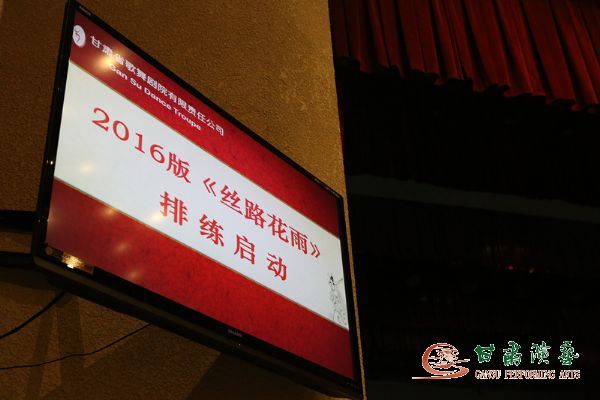 甘肃省歌舞剧院有限责任公司
Gan Su Dance Troupe
2016版《丝路花雨》
排练启动
甘肃演艺
GANSU PERFORMING ARTS